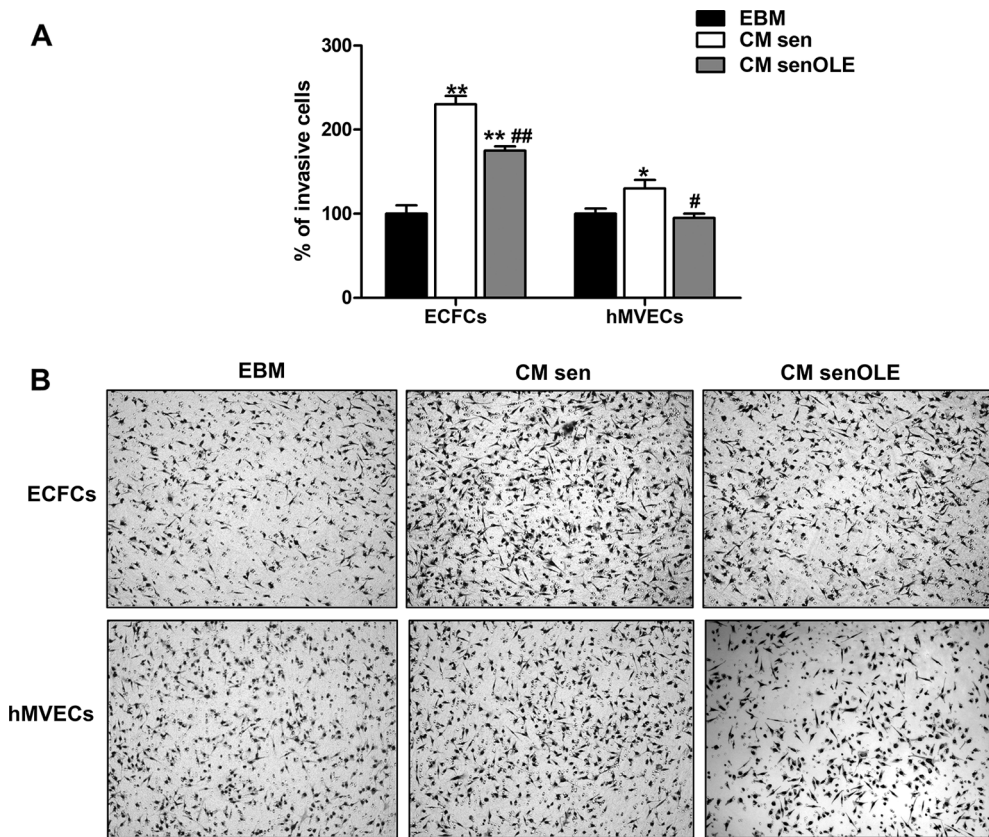 A
EBM
CM sen
CM senOLE
% of invasive cells
300
200
100
0
**
** ##
*
#
ECFCs
hMVECs
B
EBM
CM sen
CM senOLE
ECFCs
hMVECs